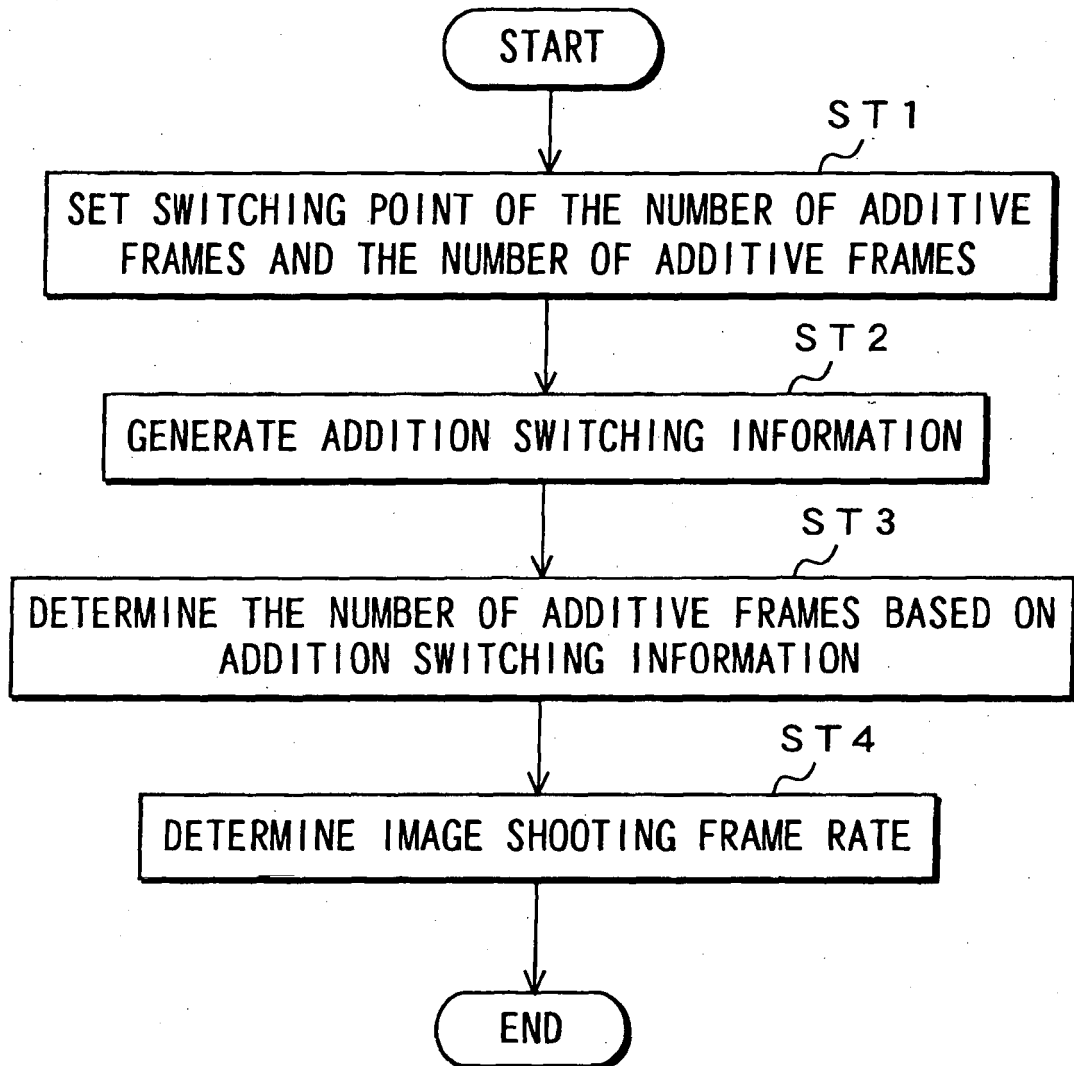 START
ST1
SET SWITCHING POINT OF THE NUMBER OF ADDITIVE
FRAMES AND THE NUMBER OF ADDITIVE FRAMES
ST2
GENERATE ADDITION SWITCHING INFORMATION
ST3
DETERMINE THE NUMBER OF ADDITIVE FRAMES BASED ON
ADDITION SWITCHING INFORMATION
ST4
DETERMINE IMAGE SHOOTING FRAME RATE
END